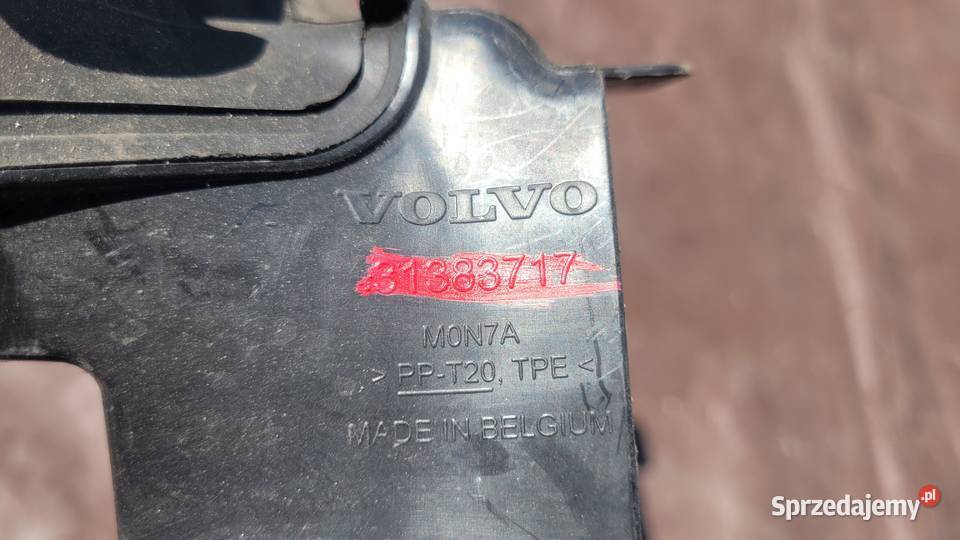 VOLVO
31383717
M0N7A
> PP-T20, TPE <
MADE IN BELGIUM
Sprzedajemy.pl